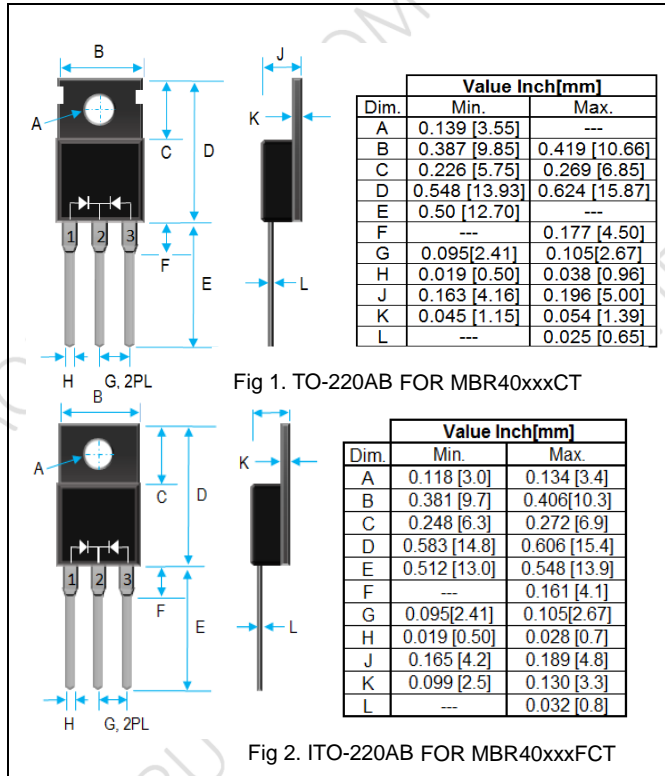 B
J
A
K
C
D
1 2 3
F
E
L
H G, 2PL
Value Inch[mm]
Dim. Min. Max.
A 0.139 [3.55] ---
B 0.387 [9.85] 0.419 [10.66]
C 0.226 [5.75] 0.269 [6.85]
D 0.548 [13.93] 0.624 [15.87]
E 0.50 [12.70] ---
F --- 0.177 [4.50]
G 0.095[2.41] 0.105[2.67]
H 0.019 [0.50] 0.038 [0.96]
J 0.163 [4.16] 0.196 [5.00]
K 0.045 [1.15] 0.054 [1.39]
L --- 0.025 [0.65]
Fig 1. TO-220AB FOR MBR40xxxCT
B
A
K
C
D
1 2 3
F
E
L
H G, 2PL
Value Inch[mm]
Dim. Min. Max.
A 0.118 [3.0] 0.134 [3.4]
B 0.381 [9.7] 0.406[10.3]
C 0.248 [6.3] 0.272 [6.9]
D 0.583 [14.8] 0.606 [15.4]
E 0.512 [13.0] 0.548 [13.9]
F --- 0.161 [4.1]
G 0.095[2.41] 0.105[2.67]
H 0.019 [0.50] 0.028 [0.7]
J 0.165 [4.2] 0.189 [4.8]
K 0.099 [2.5] 0.130 [3.3]
L --- 0.032 [0.8]
Fig 2. ITO-220AB FOR MBR40xxxFCT